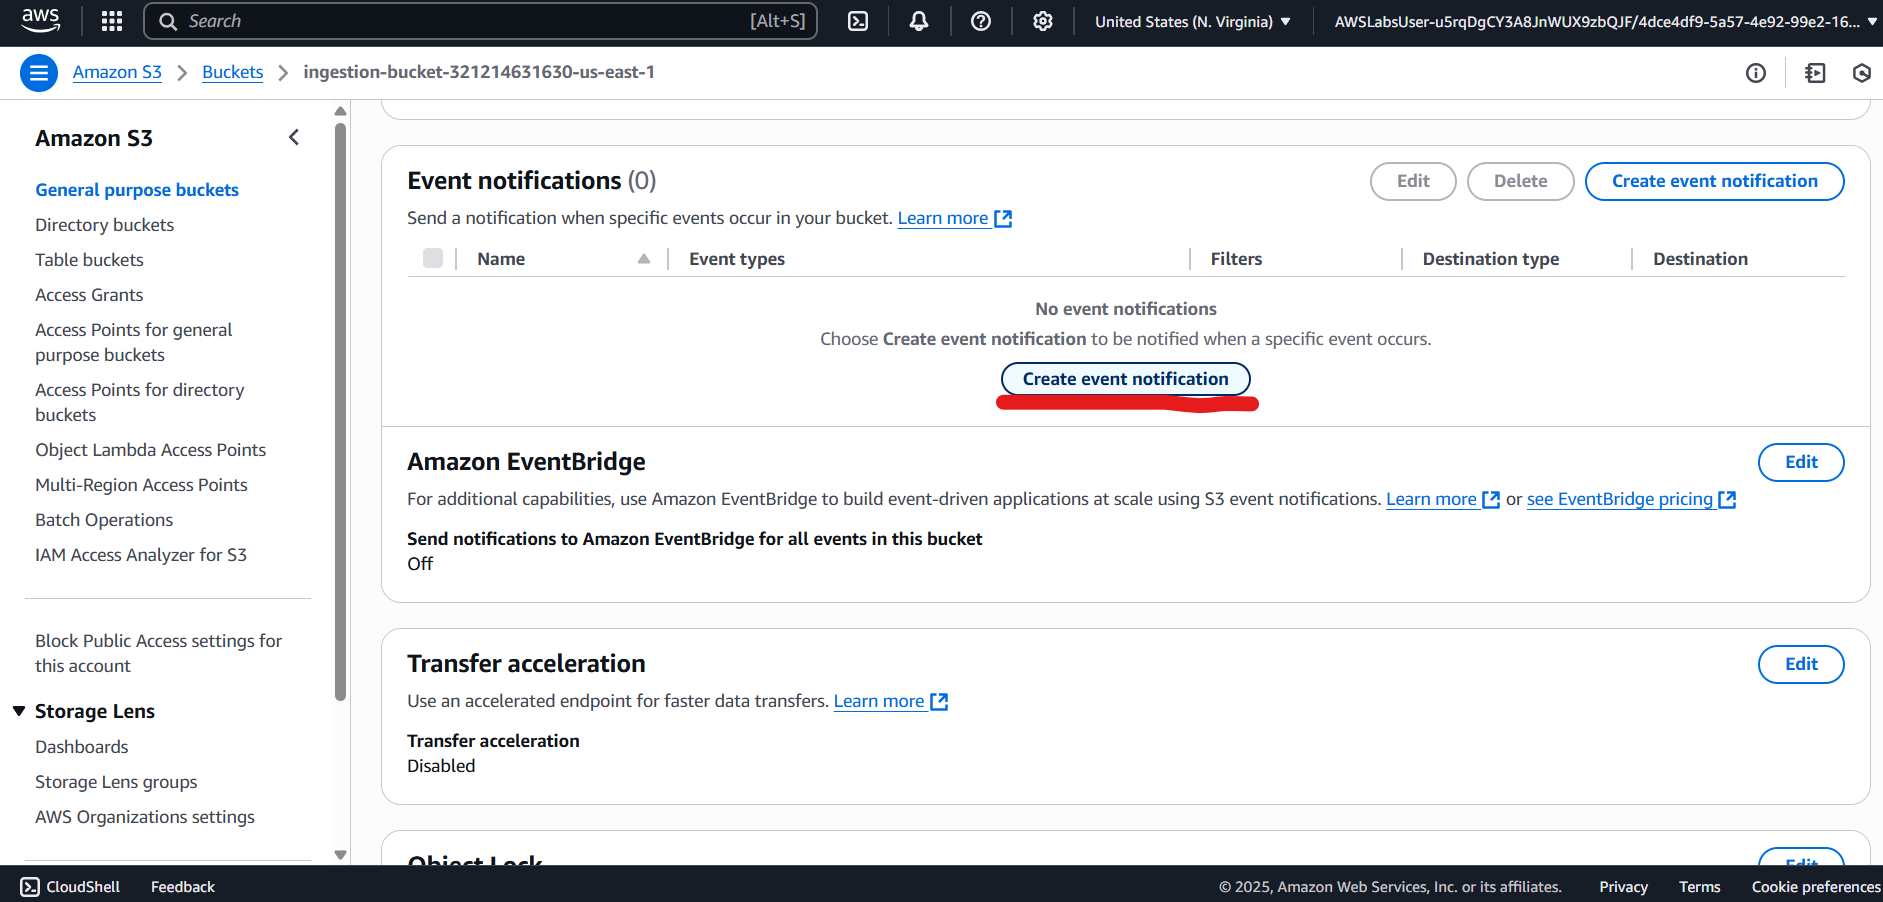 aws
Search [Alt+S]
United States (N. Virginia)
AWSLabsUser-u5rqDgCY3A8JnWUX9zbQJF/4dce4df9-5a57-4e92-99e2-16...
Amazon S3
Buckets
ingestion-bucket-321214631630-us-east-1
Amazon S3
General purpose buckets
Directory buckets
Table buckets
Access Grants
Access Points for general
purpose buckets
Access Points for directory
buckets
Object Lambda Access Points
Multi-Region Access Points
Batch Operations
IAM Access Analyzer for S3
Block Public Access settings for
this account
Storage Lens
Dashboards
Storage Lens groups
AWS Organizations settings
Event notifications (0)
Edit
Delete
Create event notification
Send a notification when specific events occur in your bucket. Learn more
Name
Event types
Filters
Destination type
Destination
No event notifications
Choose Create event notification to be notified when a specific event occurs.
Create event notification
Amazon EventBridge
Edit
For additional capabilities, use Amazon EventBridge to build event-driven applications at scale using S3 event notifications. Learn more or see EventBridge pricing
Send notifications to Amazon EventBridge for all events in this bucket
Off
Transfer acceleration
Edit
Use an accelerated endpoint for faster data transfers. Learn more
Transfer acceleration
Disabled
Object Lock
Edit
CloudShell
Feedback
© 2025, Amazon Web Services, Inc. or its affiliates.
Privacy
Terms
Cookie preferences